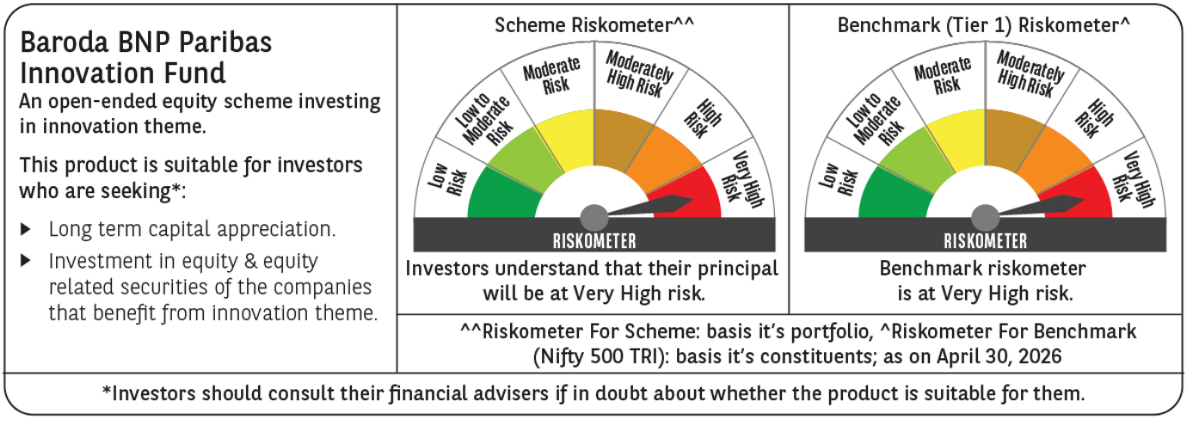 Baroda BNP Paribas
Innovation Fund
An open-ended equity scheme investing
in innovation theme.
This product is suitable for investors
who are seeking*:
Long term capital appreciation.
Investment in equity & equity
related securities of the companies
that benefit from innovation theme.
Scheme Riskometer^^
Low
Risk
Low to
Moderate
Risk
Moderate
Risk
Moderately
High Risk
High
Risk
Very High
Risk
RISKOMETER
Investors understand that their principal
will be at Very High risk.
Benchmark (Tier 1) Riskometer^
Low
Risk
Low to
Moderate
Risk
Moderate
Risk
Moderately
High Risk
High
Risk
Very High
Risk
RISKOMETER
Benchmark riskometer
is at Very High risk.
^^Riskometer For Scheme: basis it's portfolio, ^Riskometer For Benchmark
(Nifty 500 TRI): basis it's constituents; as on April 30, 2026
*Investors should consult their financial advisers if in doubt about whether the product is suitable for them.